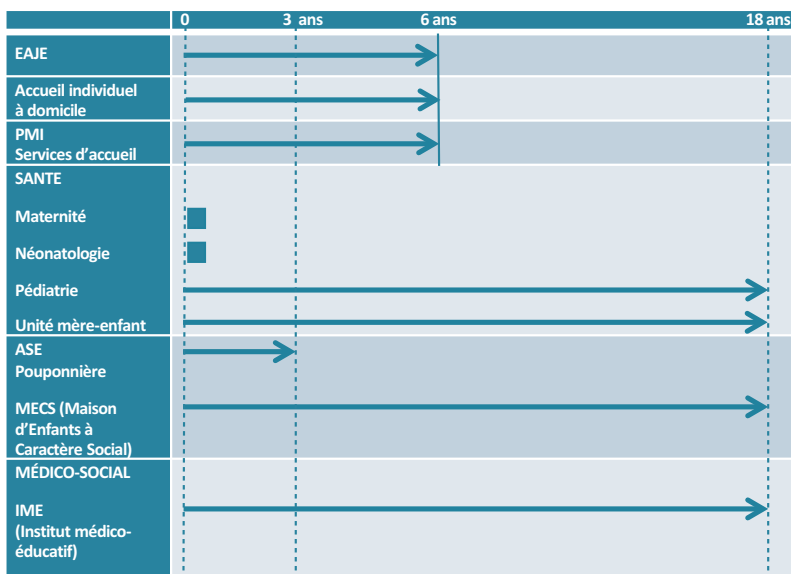 0 3 ans 6 ans 18 ans
EAJE
Accueil individuel
à domicile
PMI
Services d'accueil
SANTE
Maternité
Néonatologie
Pédiatrie
Unité mère-enfant
ASE
Pouponnière
MECS (Maison
d'Enfants à
Caractère Social)
MÉDICO-SOCIAL
IME
(Institut médico-
éducatif)